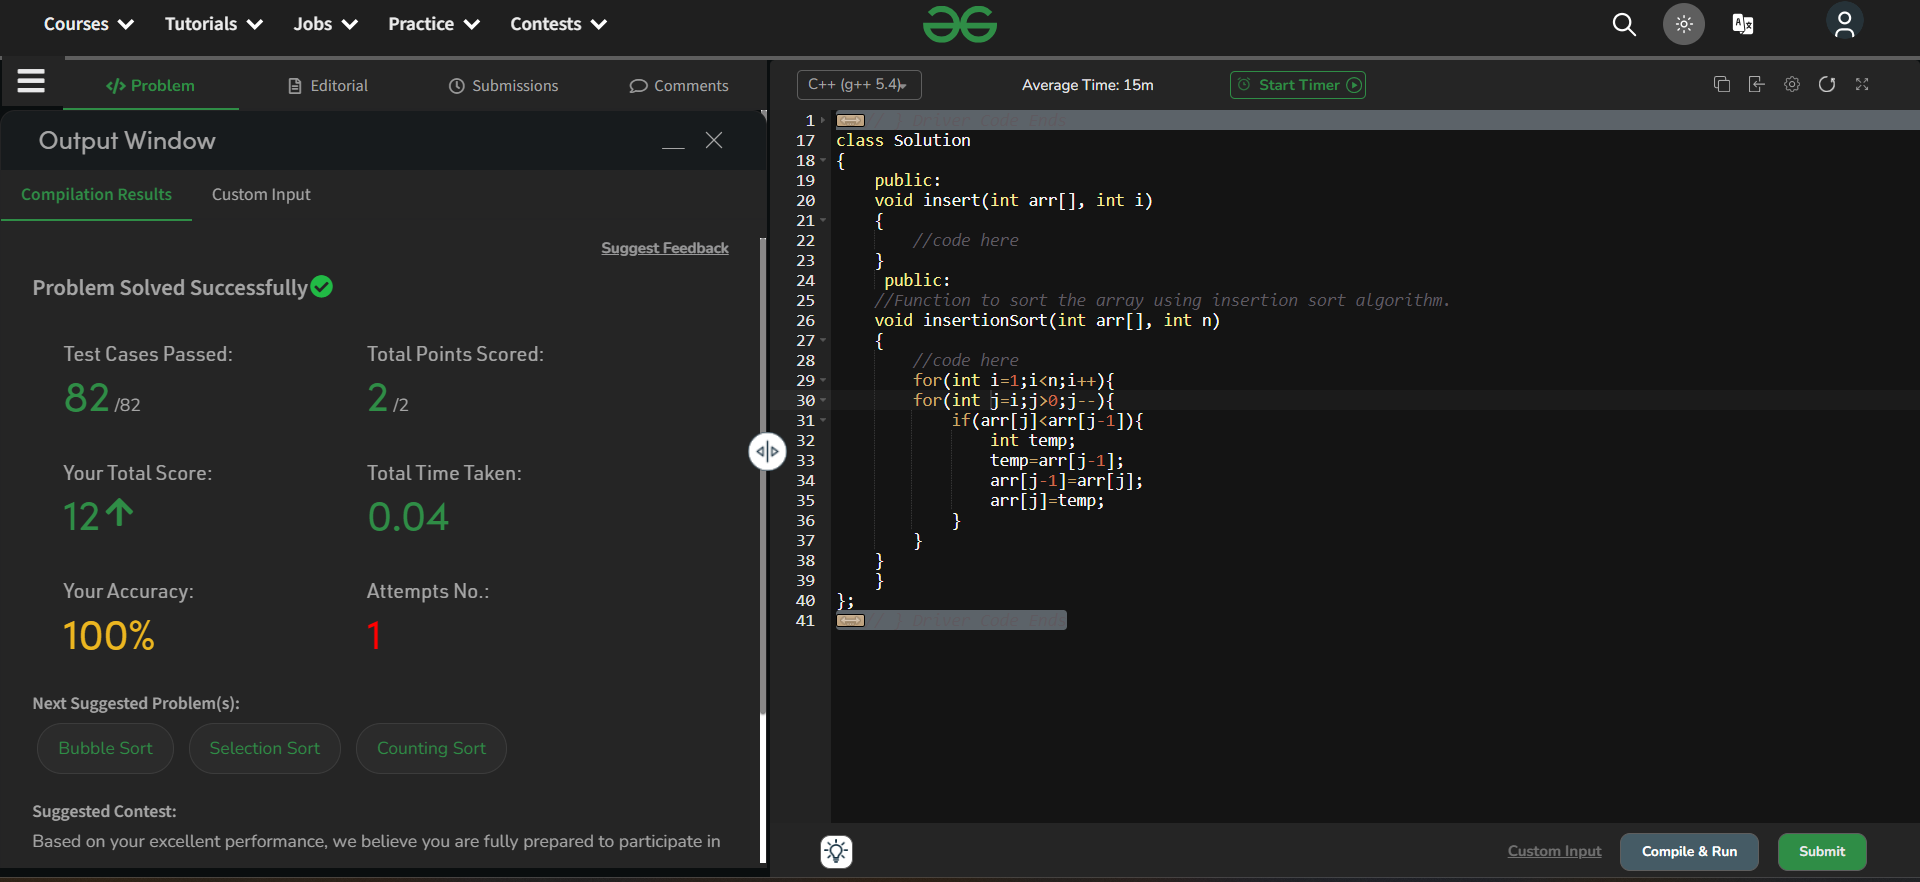 Courses Tutorials Jobs Practice Contests
Problem Editorial Submissions Comments
C++ (g++ 5.4) Average Time: 15m Start Timer
Output Window
Compilation Results Custom Input
Suggest Feedback
Problem Solved Successfully
Test Cases Passed: Total Points Scored:
82 /82 2 /2
Your Total Score: Total Time Taken:
12 0.04
Your Accuracy: Attempts No.:
100% 1
Next Suggested Problem(s):
Bubble Sort Selection Sort Counting Sort
Suggested Contest:
Based on your excellent performance, we believe you are fully prepared to participate in
1 // } Driver Code Ends
17 class Solution
18 {
19 public:
20 void insert(int arr[], int i)
21 {
22 //code here
23 }
24 public:
25 //Function to sort the array using insertion sort algorithm.
26 void insertionSort(int arr[], int n)
27 {
28 //code here
29 for(int i=1;i<n;i++){
30 for(int j=i;j>0;j--){
31 if(arr[j]<arr[j-1]){
32 int temp;
33 temp=arr[j-1];
34 arr[j-1]=arr[j];
35 arr[j]=temp;
36 }
37 }
38 }
39 }
40 };
41 // } Driver Code Ends
Custom Input Compile & Run Submit